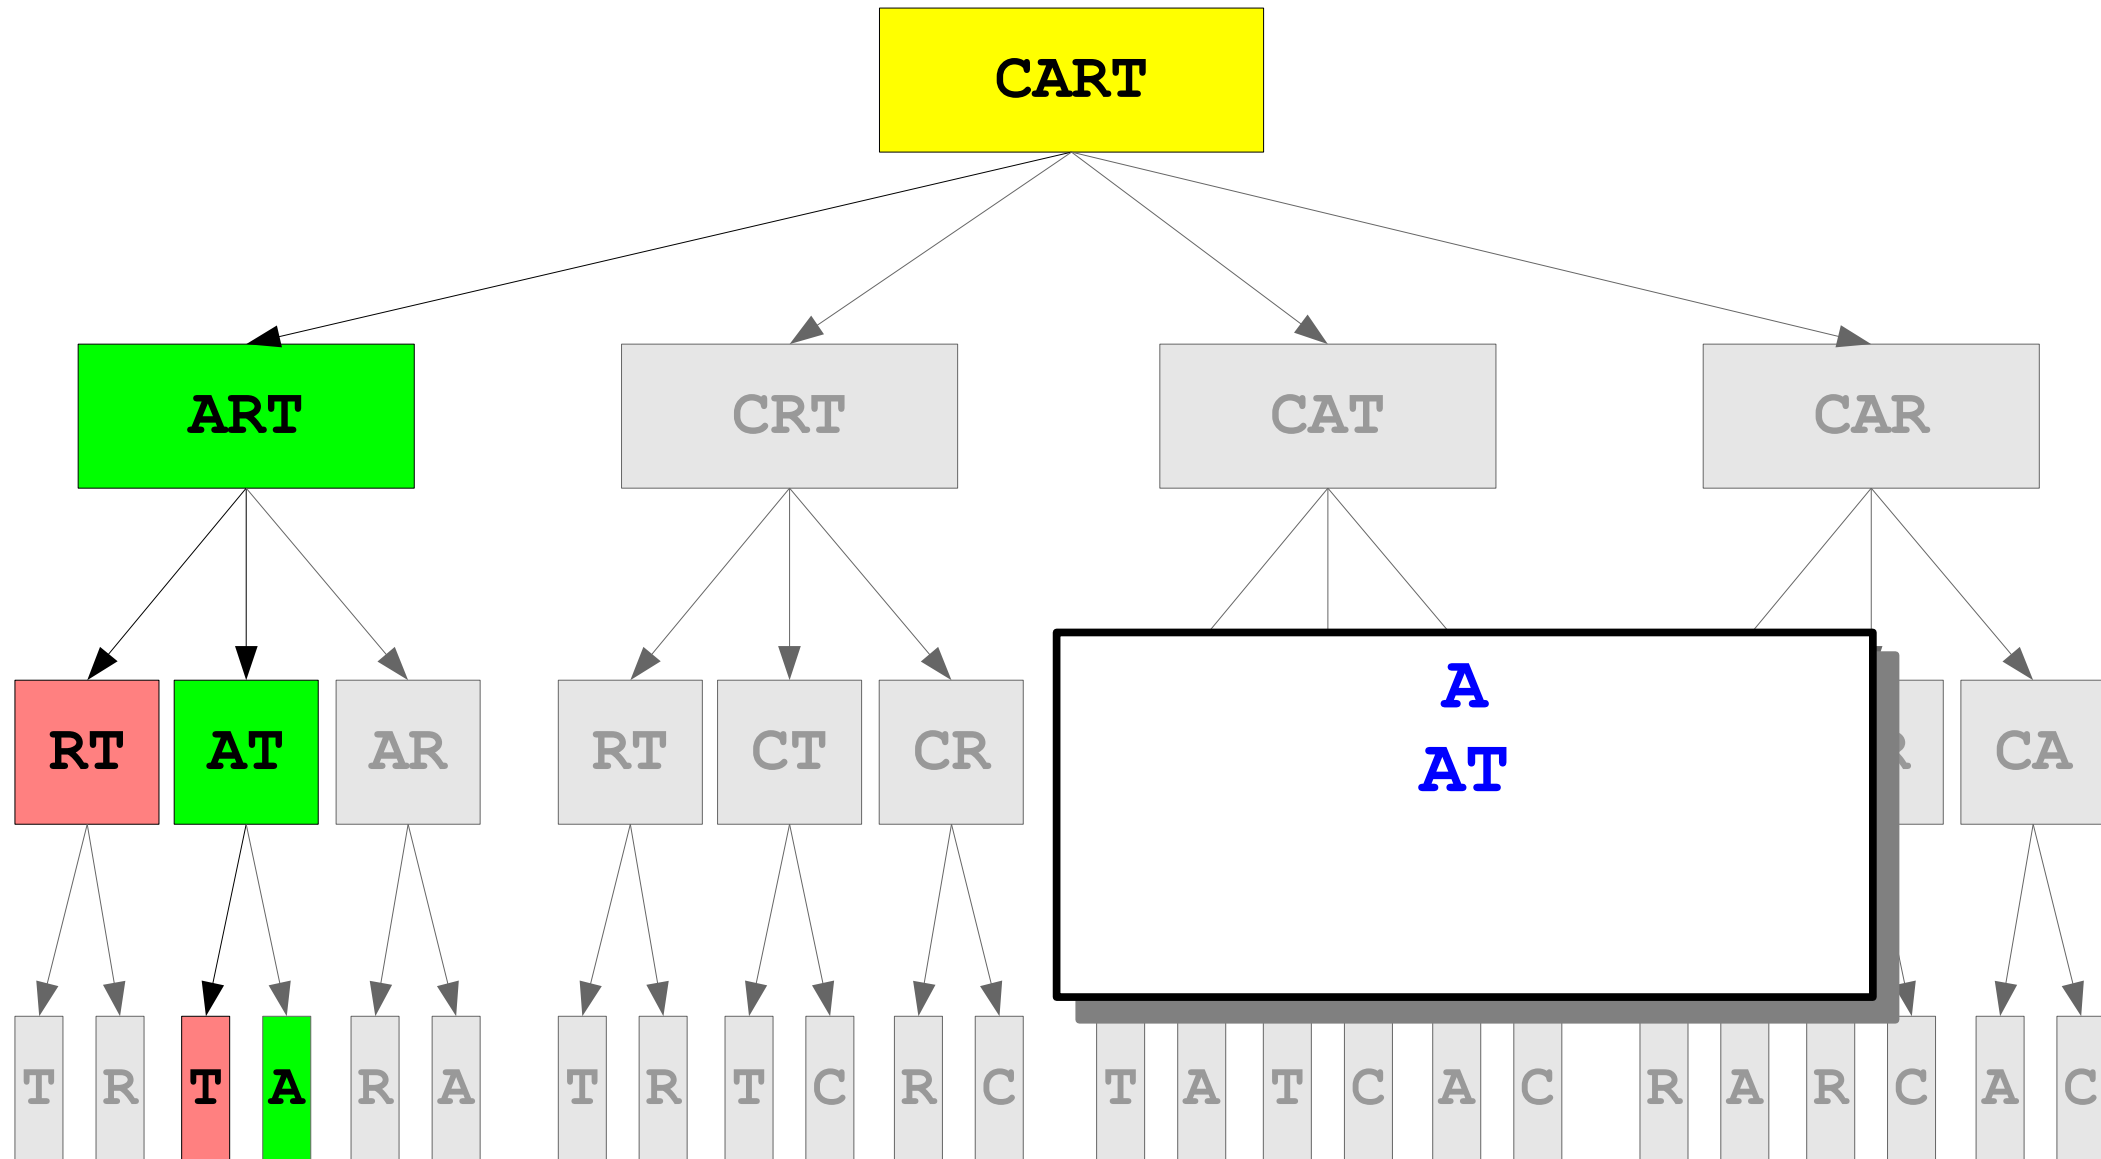 CART
ART CRT CAT CAR
RT AT AR RT CT CR CA
A
AT
T R T A R A T R T C R C T A T C A C R A R C A C